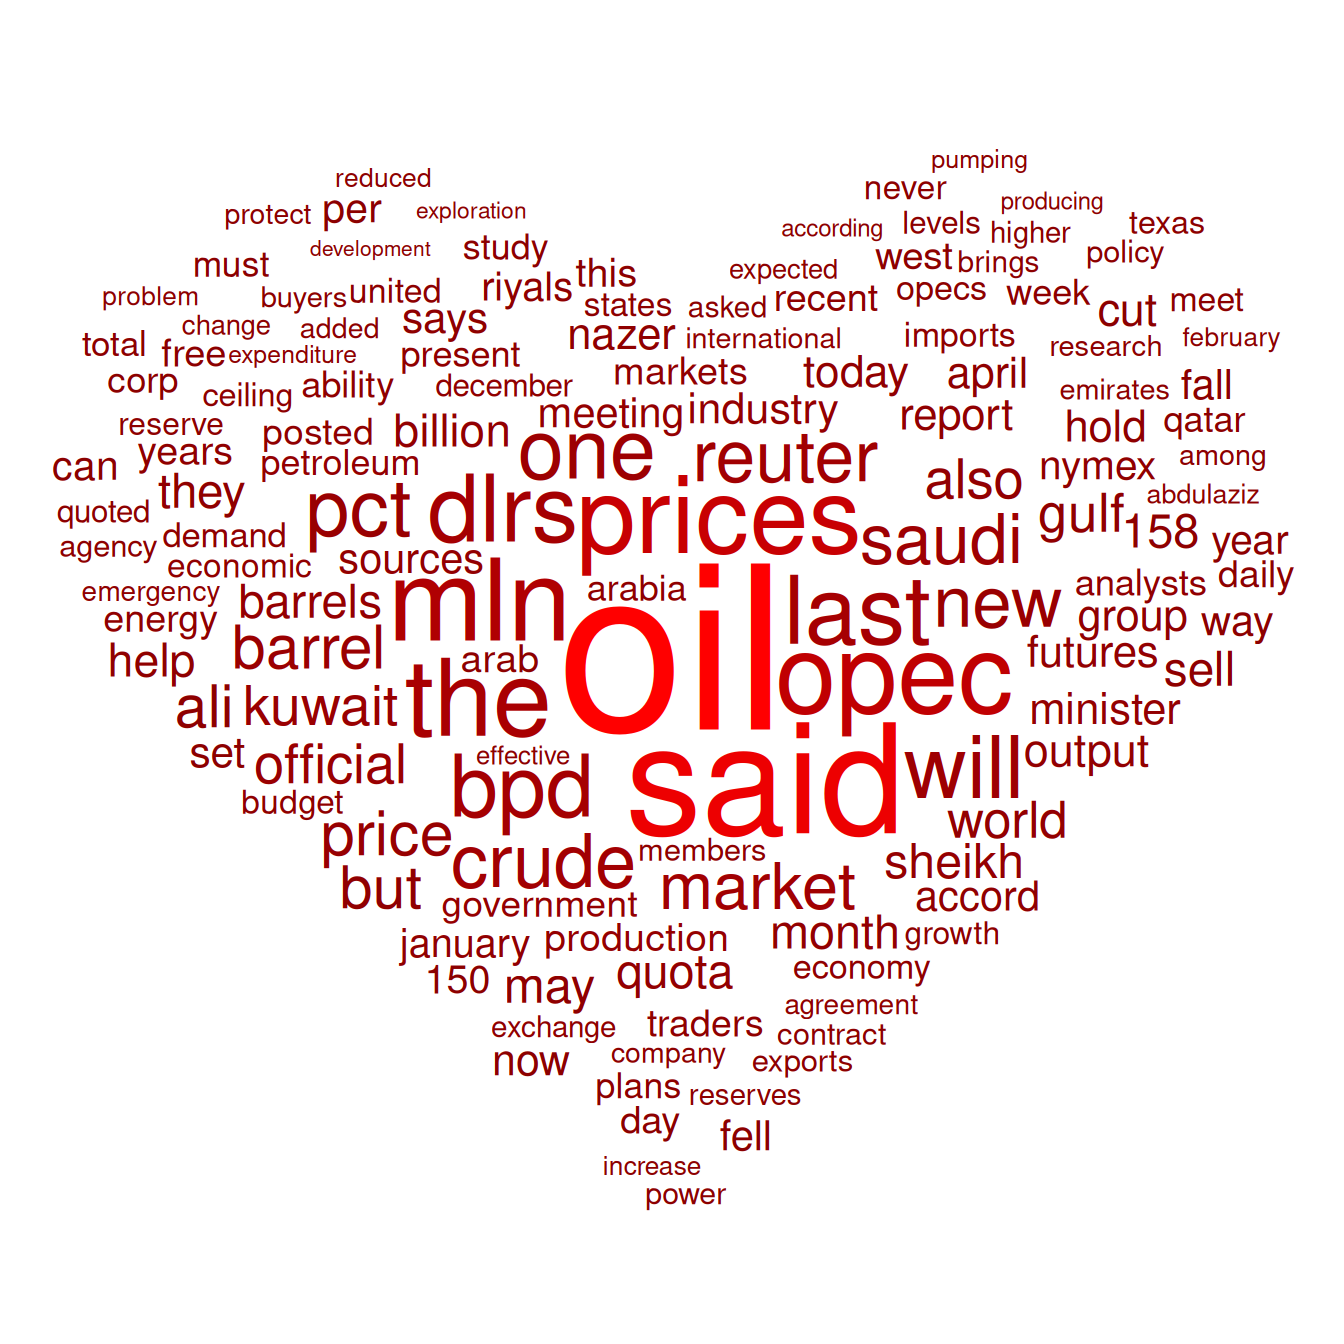 pumping
reduced
never
protect per exploration
producing
according levels higher texas
development study
west brings policy
must riyals this
expected
problem buyers united
states asked recent opecs week cut meet
change added says nazer international imports
research february
total free expenditure present
corp ceiling ability december markets today april
emirates fall
reserve posted billion meeting industry report hold qatar
can years petroleum one reuter also nymex among
quoted they pct dlrs prices saudi gulf 158 abdulaziz
agency demand year
economic sources
emergency barrels mln arabia last new analysts daily
energy group way
help barrel arab oil opec futures sell
ali kuwait the minister
set official effective said will output
budget bpd
price world
crude members sheikh
but government market accord
january production month growth
150 may quota economy
agreement
exchange traders contract
now company exports
plans reserves
day fell
increase
power